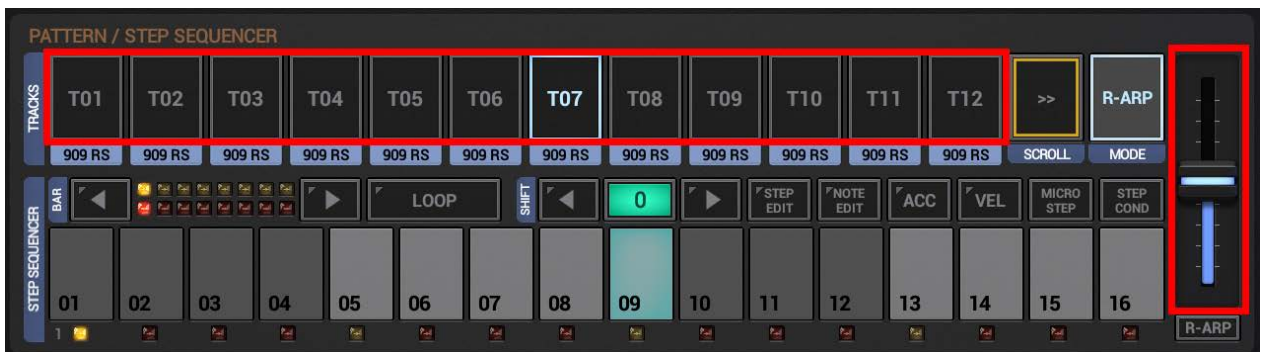 PATTERN / STEP SEQUENCER
TRACKS
T01 T02 T03 T04 T05 T06 T07 T08 T09 T10 T11 T12 >> R-ARP
909 RS 909 RS 909 RS 909 RS 909 RS 909 RS 909 RS 909 RS 909 RS 909 RS 909 RS 909 RS SCROLL MODE
STEP SEQUENCER
BAR LOOP SHIFT 0 STEP EDIT NOTE EDIT ACC VEL MICRO STEP STEP COND
01 02 03 04 05 06 07 08 09 10 11 12 13 14 15 16
1 R-ARP